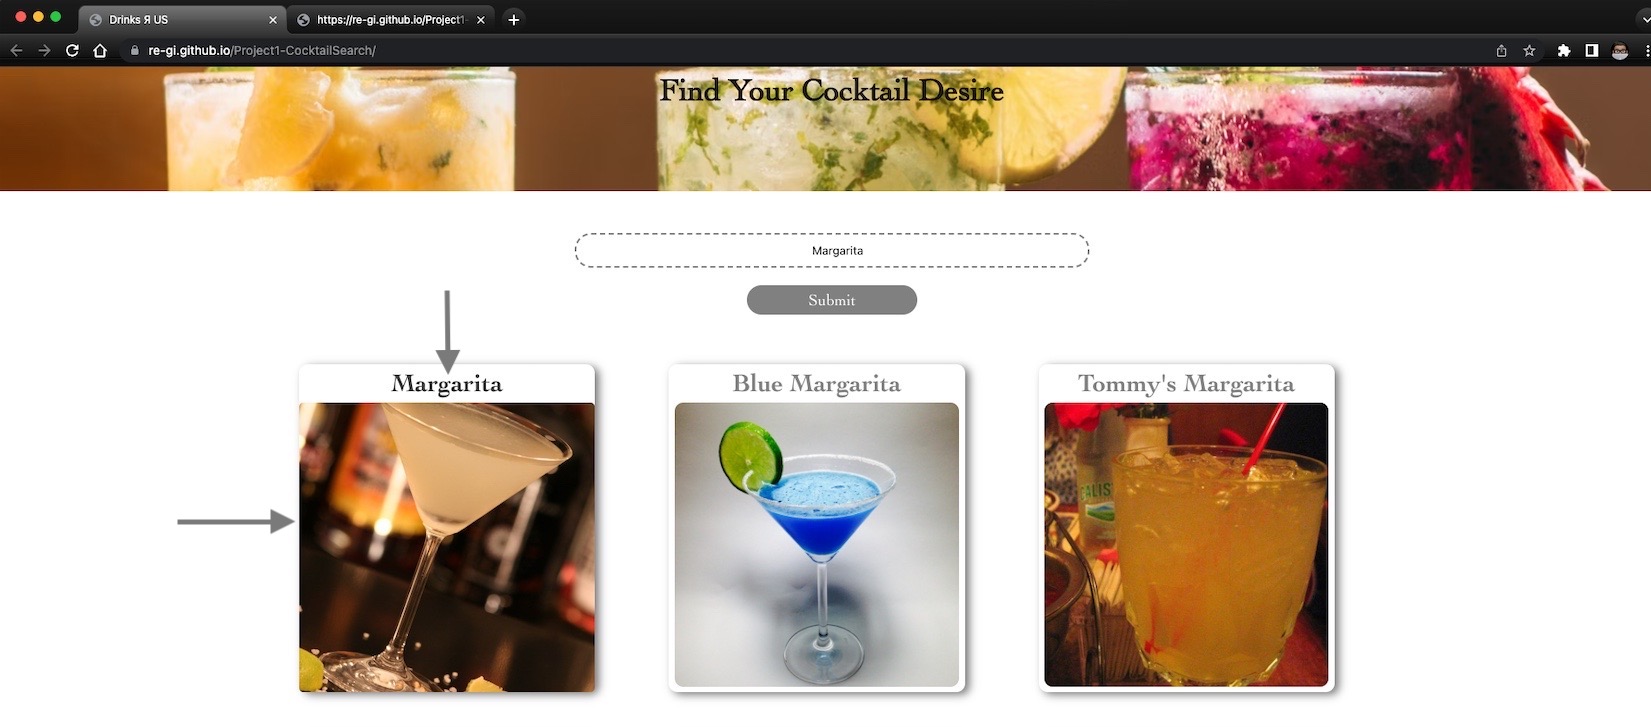 Drinks Я US
https://re-gi.github.io/Project1-
re-gi.github.io/Project1-CocktailSearch/
Find Your Cocktail Desire
Margarita
Submit
Margarita
Blue Margarita
Tommy's Margarita
CALIS